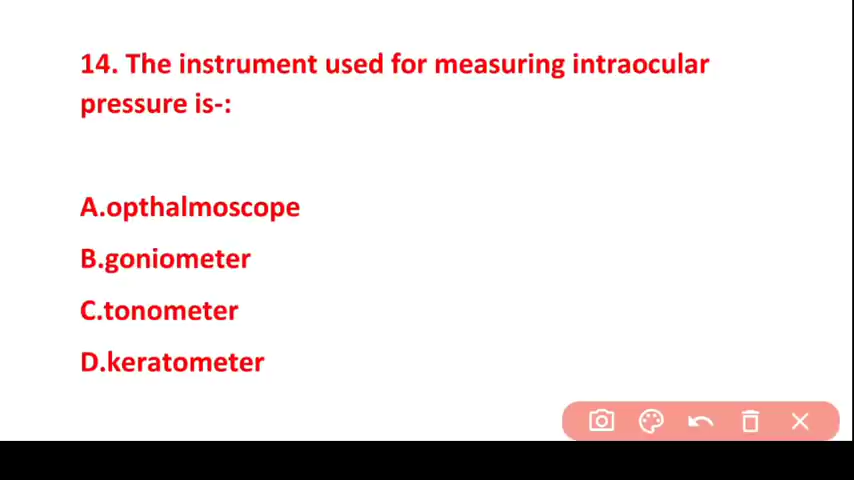 14. The instrument used for measuring intraocular
pressure is-:
A.opthalmoscope
B.goniometer
C.tonometer
D.keratometer